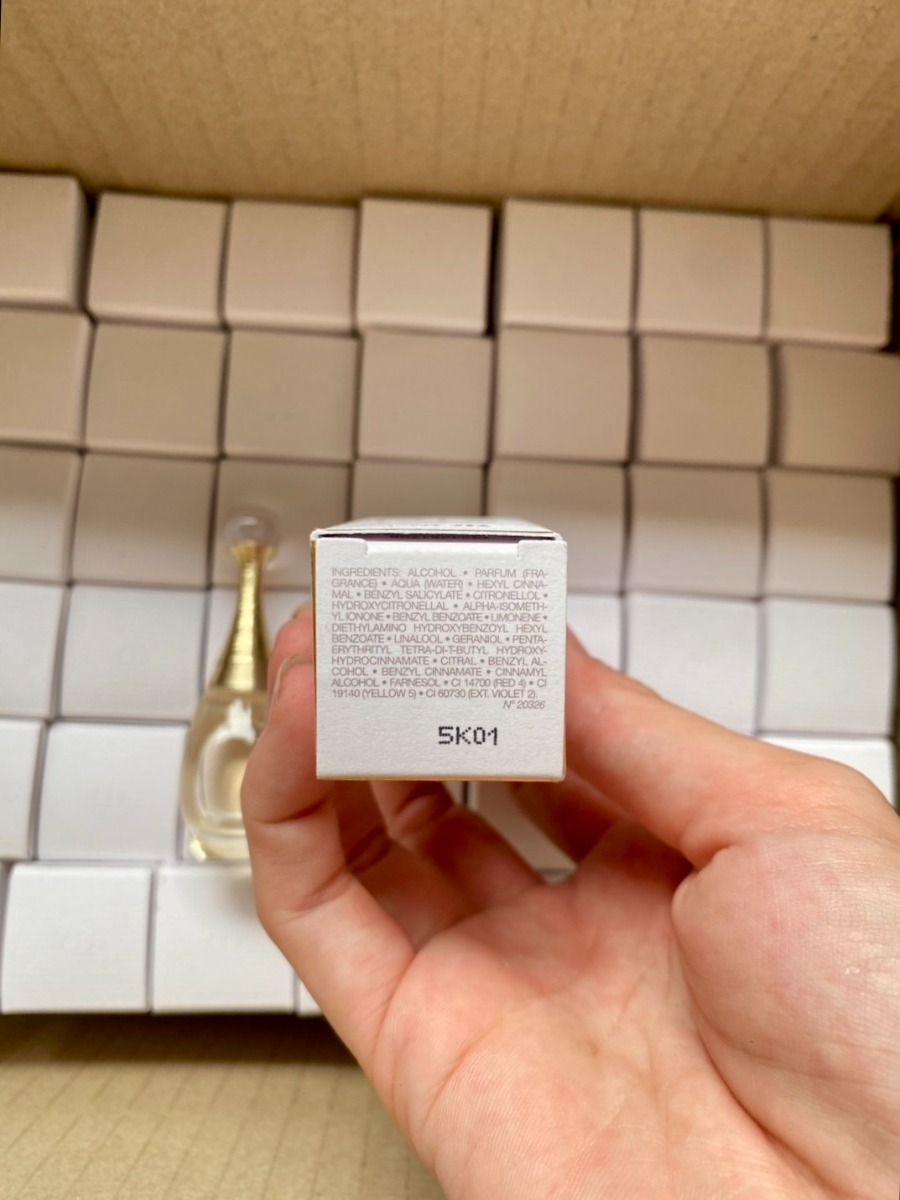 INGREDIENTS: ALCOHOL • PARFUM (FRA-
GRANCE) • AQUA (WATER) • HEXYL CINNA-
MAL • BENZYL SALICYLATE • CITRONELLOL •
HYDROXYCITRONELLAL • ALPHA-ISOMETH-
YL IONONE • BENZYL BENZOATE • LIMONENE •
DIETHYLAMINO HYDROXYBENZOYL HEXYL
BENZOATE • LINALOOL • GERANIOL • PENTA-
ERYTHRITYL TETRA-DI-T-BUTYL HYDROXY-
HYDROCINNAMATE • CITRAL • BENZYL AL-
COHOL • BENZYL CINNAMATE • CINNAMYL
ALCOHOL • FARNESOL • CI 14700 (RED 4) • CI
19140 (YELLOW 5) • CI 60730 (EXT. VIOLET 2).
N° 20326
5K01